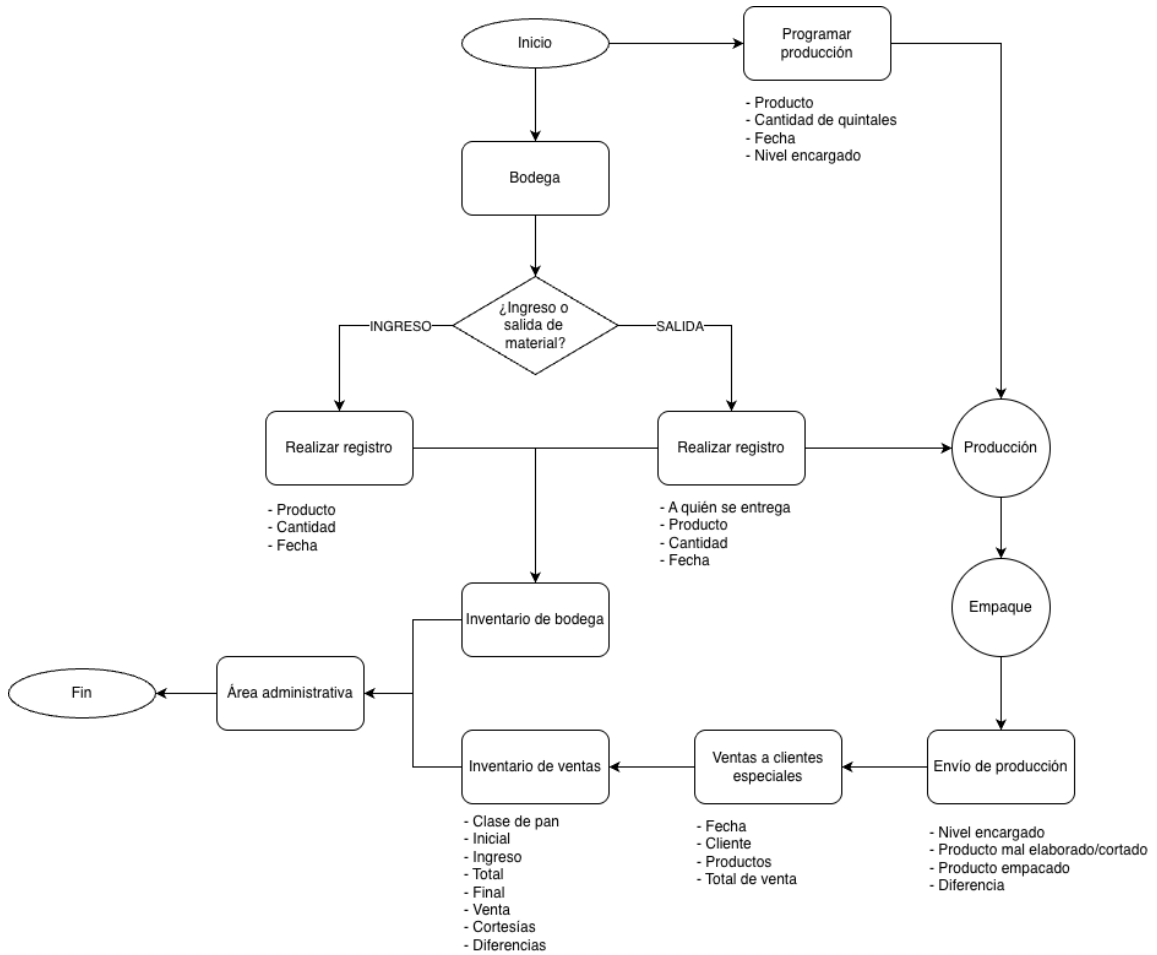 Inicio
Programar
producción
- Producto
- Cantidad de quintales
- Fecha
- Nivel encargado
Bodega
¿Ingreso o
salida de
material?
INGRESO
SALIDA
Realizar registro
- Producto
- Cantidad
- Fecha
Realizar registro
- A quién se entrega
- Producto
- Cantidad
- Fecha
Producción
Empaque
Inventario de bodega
Fin
Área administrativa
Inventario de ventas
- Clase de pan
- Inicial
- Ingreso
- Total
- Final
- Venta
- Cortesías
- Diferencias
Ventas a clientes
especiales
- Fecha
- Cliente
- Productos
- Total de venta
Envío de producción
- Nivel encargado
- Producto mal elaborado/cortado
- Producto empacado
- Diferencia